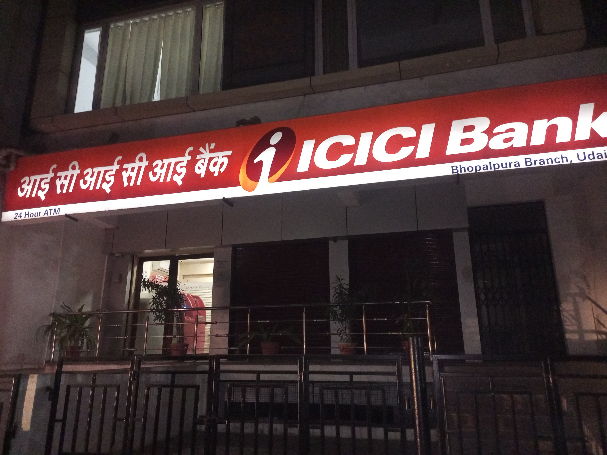 आई सी आई सी आई बैंक ICICI Bank
24 Hour ATM
Bhopalpura Branch, Udai